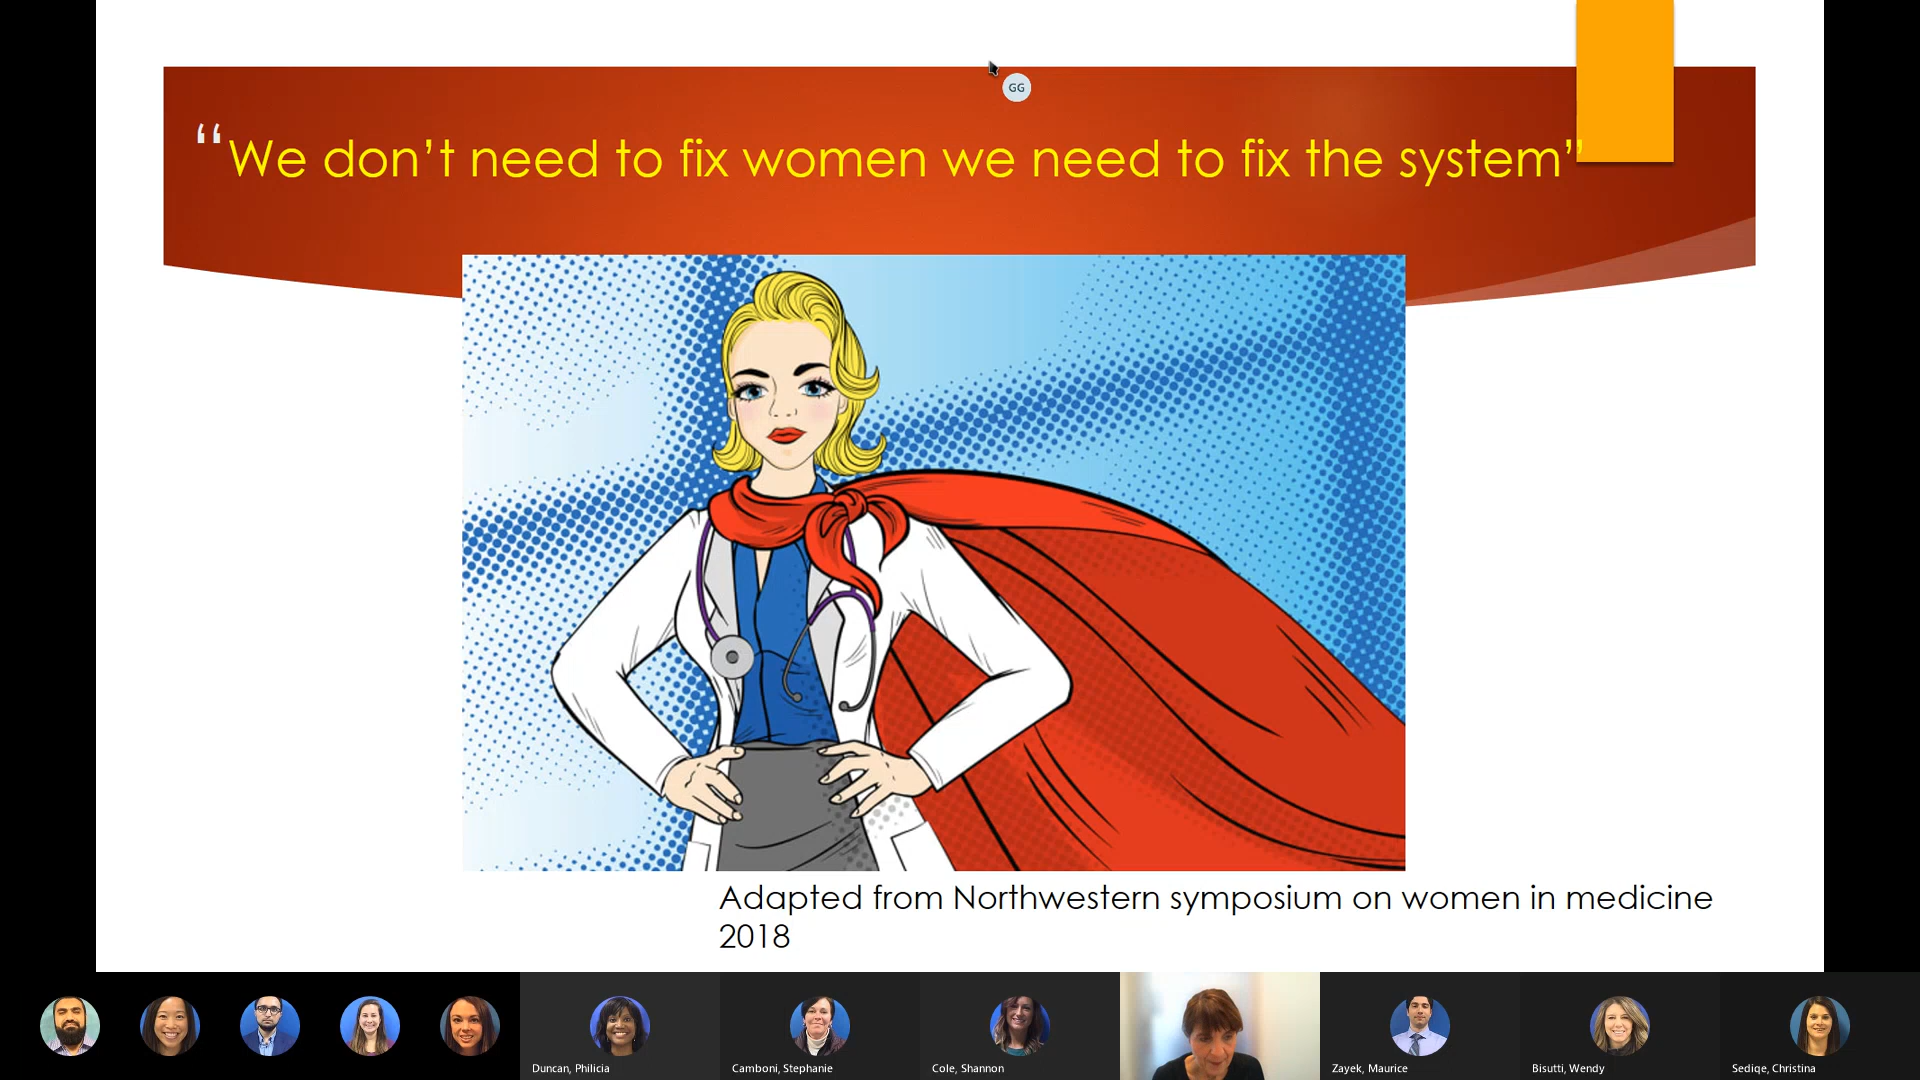 GG
“We don’t need to fix women we need to fix the system”
Adapted from Northwestern symposium on women in medicine
2018
Duncan, Philicia
Camboni, Stephanie
Cole, Shannon
Zayek, Maurice
Bisutti, Wendy
Sediqe, Christina